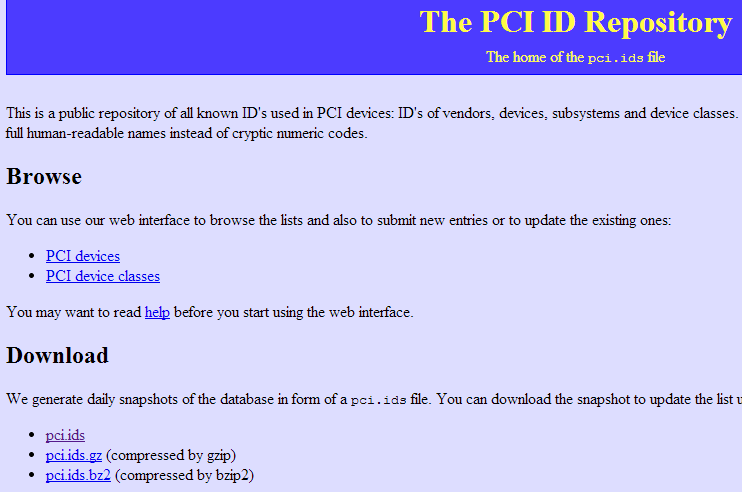 The PCI ID Repository
The home of the pci.ids file
This is a public repository of all known ID's used in PCI devices: ID's of vendors, devices, subsystems and device classes.
full human-readable names instead of cryptic numeric codes.
Browse
You can use our web interface to browse the lists and also to submit new entries or to update the existing ones:
PCI devices
PCI device classes
You may want to read help before you start using the web interface.
Download
We generate daily snapshots of the database in form of a pci.ids file. You can download the snapshot to update the list
pci.ids
pci.ids.gz (compressed by gzip)
pci.ids.bz2 (compressed by bzip2)